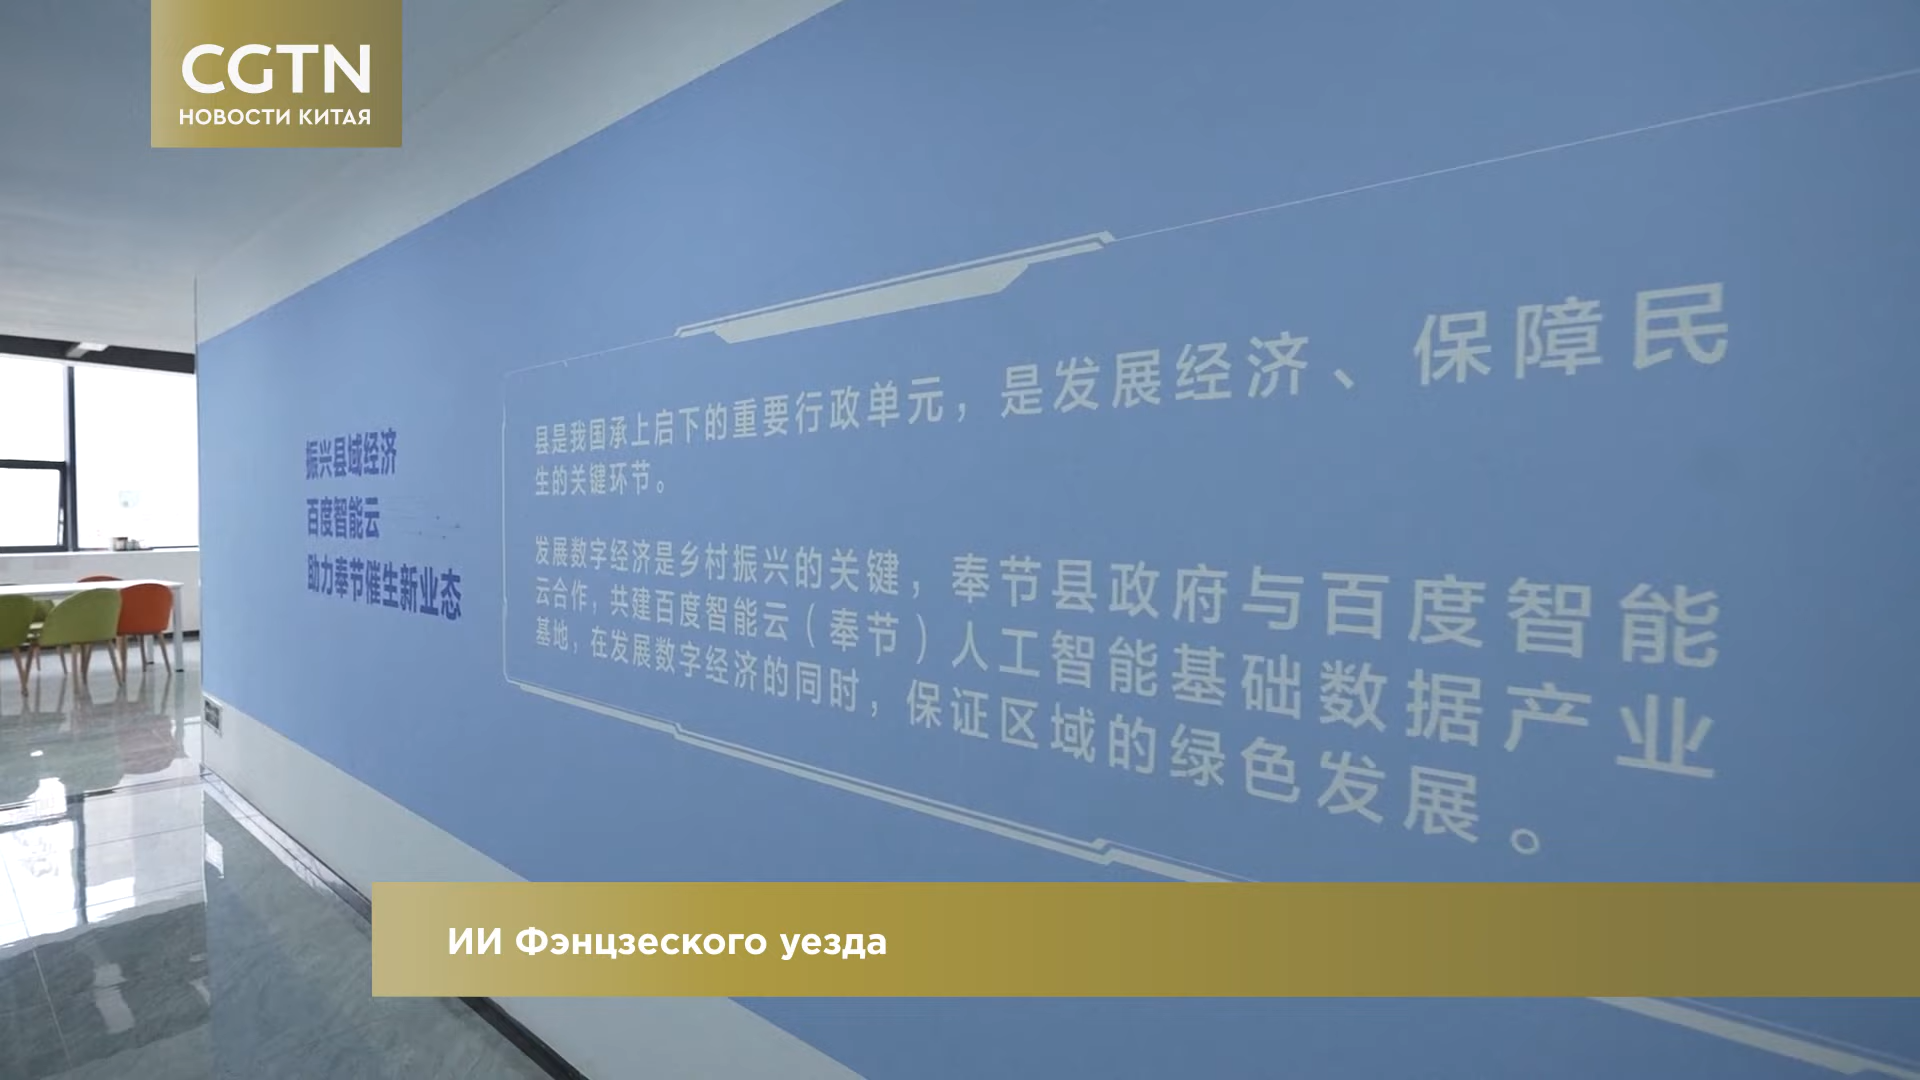 CGTN
НОВОСТИ КИТАЯ
振兴县域经济
百度智能云
助力奉节催生新业态
县是我国承上启下的重要行政单元，是发展经济、保障民
生的关键环节。
发展数字经济是乡村振兴的关键，奉节县政府与百度智能
云合作，共建百度智能云（奉节）人工智能基础数据产业
基地，在发展数字经济的同时，保证区域的绿色发展。
ИИ Фэнцзеского уезда